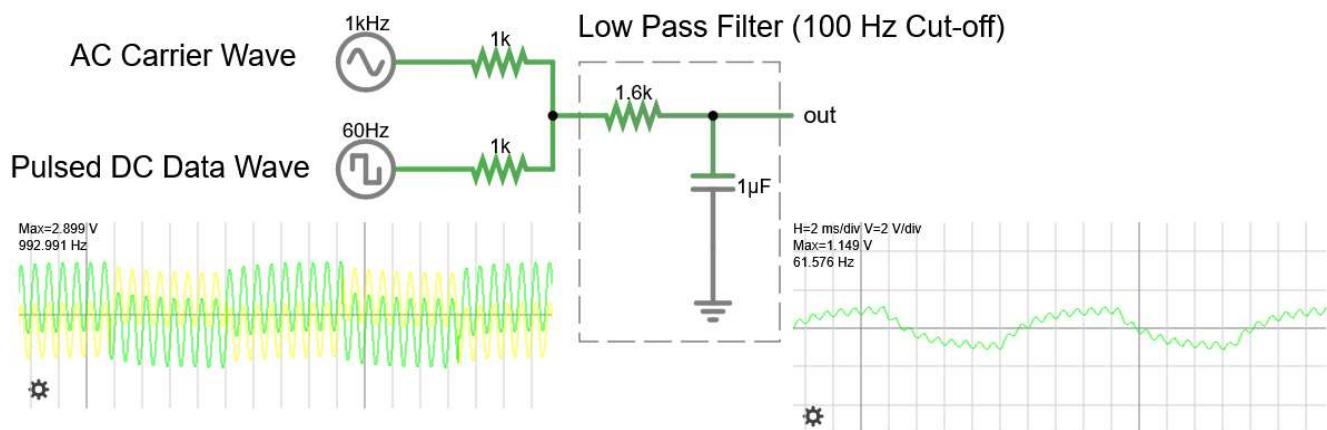 Low Pass Filter (100 Hz Cut-off)
1kHz
AC Carrier Wave
1k
1.6k
out
60Hz
1k
Pulsed DC Data Wave
1µF
Max=2.899 V
992.991 Hz
H=2 ms/div V=2 V/div
Max=1.149 V
61.576 Hz